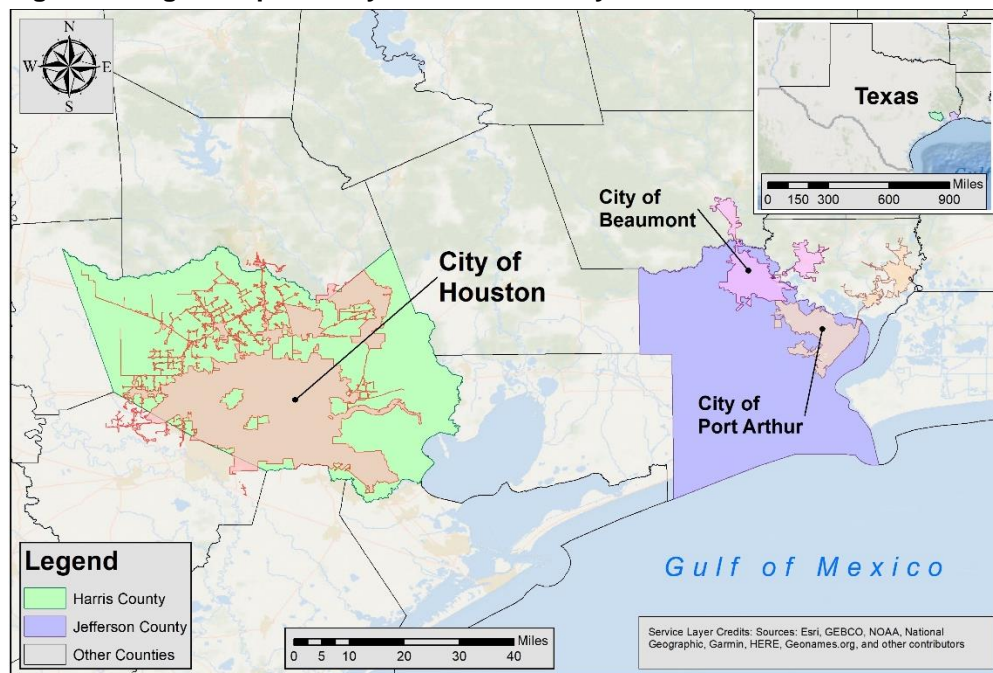 N
W
E
S
Texas
Miles
0 150 300 600 900
City of
Beaumont
City of
Houston
City of
Port Arthur
Gulf of Mexico
Legend
Harris County
Jefferson County
Other Counties
Miles
0 5 10 20 30 40
Service Layer Credits: Sources: Esri, GEBCO, NOAA, National
Geographic, Garmin, HERE, Geonames.org, and other contributors